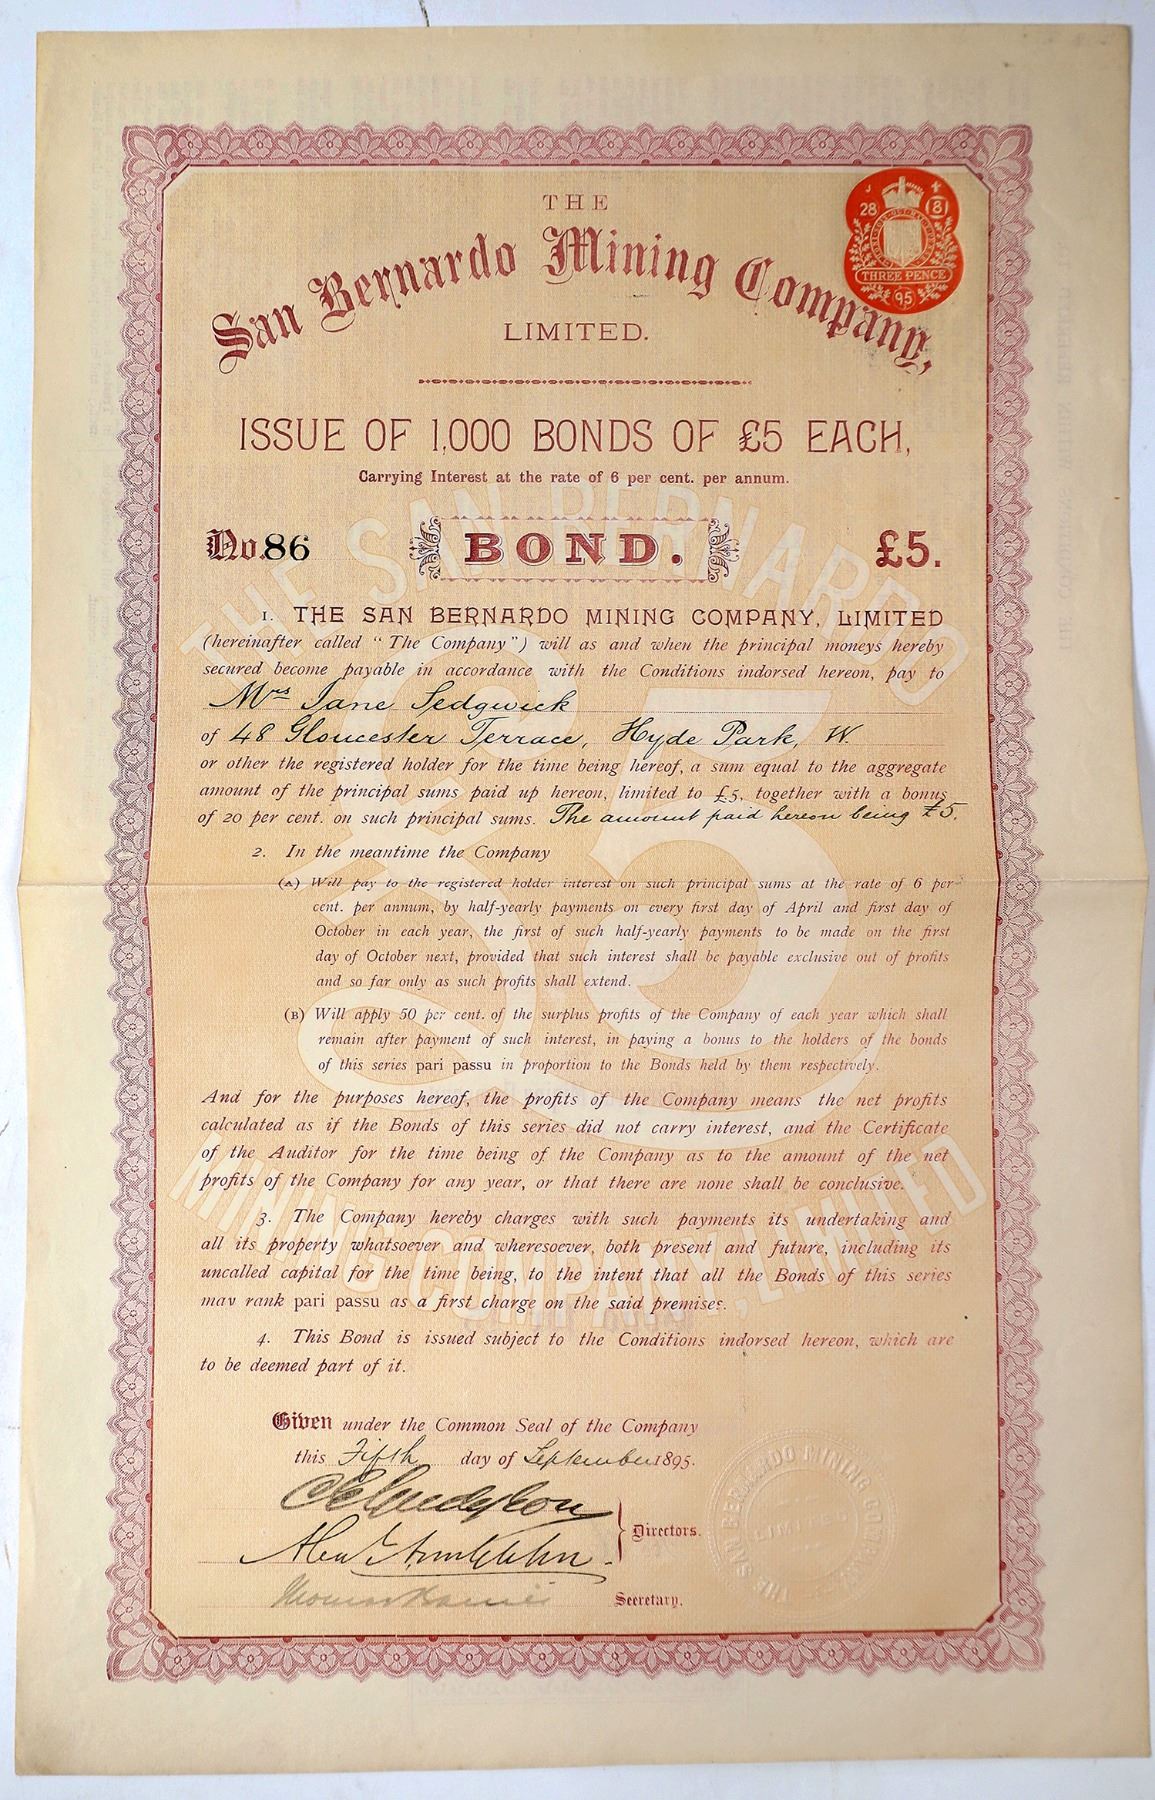 THE
San Bernardo Mining Company,
LIMITED.
J 4
28 8
THREE PENCE
95
ISSUE OF 1,000 BONDS OF £5 EACH,
Carrying Interest at the rate of 6 per cent. per annum.
No. 86 BOND. £5.
1. THE SAN BERNARDO MINING COMPANY, LIMITED
(hereinafter called "The Company") will as and when the principal moneys hereby
secured become payable in accordance with the Conditions indorsed hereon, pay to
Mrs Jane Sedgwick
of 48 Gloucester Terrace, Hyde Park, W.
or other the registered holder for the time being hereof, a sum equal to the aggregate
amount of the principal sums paid up hereon, limited to £5, together with a bonus
of 20 per cent. on such principal sums. The amount paid hereon being £5.
2. In the meantime the Company
(A) Will pay to the registered holder interest on such principal sums at the rate of 6 per
cent. per annum, by half-yearly payments on every first day of April and first day of
October in each year, the first of such half-yearly payments to be made on the first
day of October next, provided that such interest shall be payable exclusive out of profits
and so far only as such profits shall extend.
(B) Will apply 50 per cent. of the surplus profits of the Company of each year which shall
remain after payment of such interest, in paying a bonus to the holders of the bonds
of this series pari passu in proportion to the Bonds held by them respectively.
And for the purposes hereof, the profits of the Company means the net profits
calculated as if the Bonds of this series did not carry interest, and the Certificate
of the Auditor for the time being of the Company as to the amount of the net
profits of the Company for any year, or that there are none shall be conclusive.
3. The Company hereby charges with such payments its undertaking and
all its property whatsoever and wheresoever, both present and future, including its
uncalled capital for the time being, to the intent that all the Bonds of this series
may rank pari passu as a first charge on the said premises.
4. This Bond is issued subject to the Conditions indorsed hereon, which are
to be deemed part of it.
Given under the Common Seal of the Company
this Fifth day of September 1895.
Directors.
Secretary.
THE SAN BERNARDO MINING COMPANY
LIMITED
THE SAN BERNARDO
£5
MINING COMPANY, LIMITED